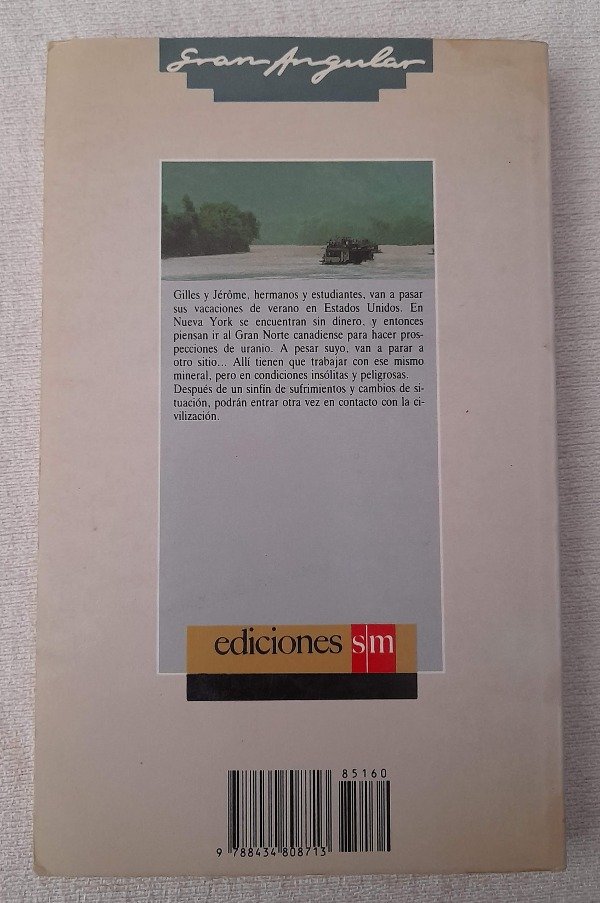 Gran Angular
Gilles y Jérôme, hermanos y estudiantes, van a pasar
sus vacaciones de verano en Estados Unidos. En
Nueva York se encuentran sin dinero, y entonces
piensan ir al Gran Norte canadiense para hacer pros-
pecciones de uranio. A pesar suyo, van a parar a
otro sitio... Allí tienen que trabajar con ese mismo
mineral, pero en condiciones insólitas y peligrosas.
Después de un sinfín de sufrimientos y cambios de si-
tuación, podrán entrar otra vez en contacto con la ci-
vilización.
ediciones sm
85160
9 788434 808713